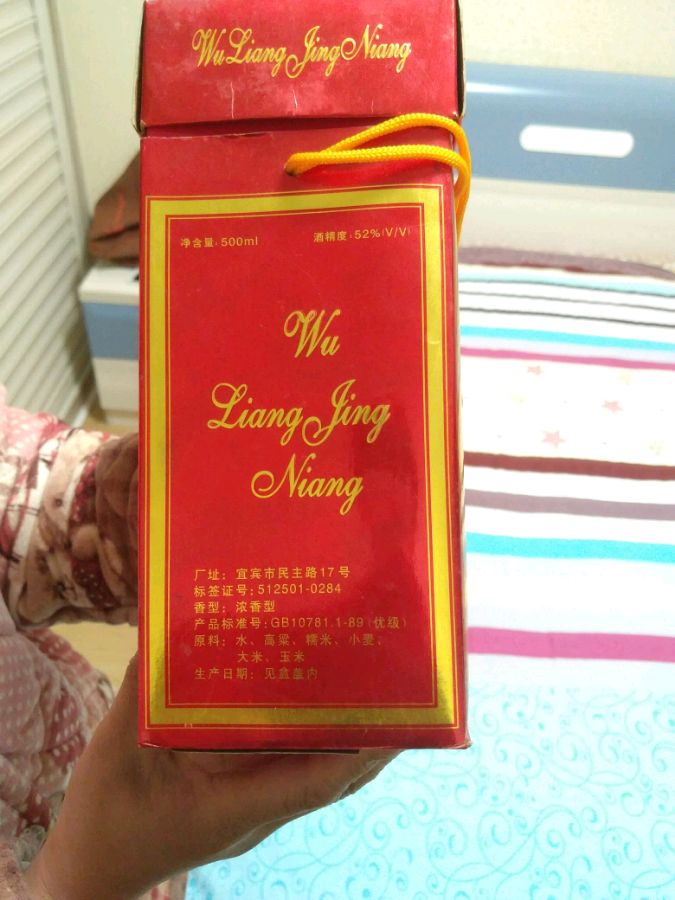 Wu Liang Jing Niang
净含量：500ml 酒精度：52%(V/V)
Wu
Liang Jing
Niang
厂址：宜宾市民主路17号
标签证号：512501-0284
香型：浓香型
产品标准号：GB10781.1-89（优级）
原料：水、高粱、糯米、小麦、
大米、玉米
生产日期：见盒盖内